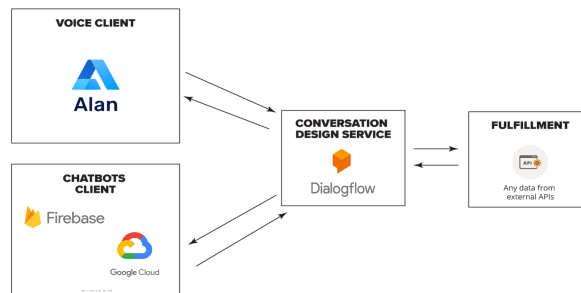 VOICE CLIENT
Alan
CHATBOTS
CLIENT
Firebase
Google Cloud
CONVERSATION
DESIGN SERVICE
Dialogflow
FULFILLMENT
API
Any data from
external APIs